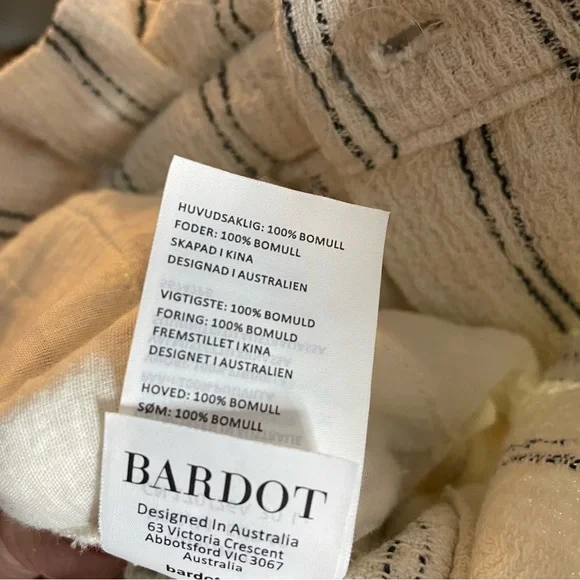 HUVUDSAKLIG: 100% BOMULL
FODER: 100% BOMULL
SKAPAD I KINA
DESIGNAD I AUSTRALIEN
VIGTIGSTE: 100% BOMULD
FORING: 100% BOMULD
FREMSTILLET I KINA
DESIGNET I AUSTRALIEN
HOVED: 100% BOMULL
SØM: 100% BOMULL
BARDOT
Designed In Australia
63 Victoria Crescent
Abbotsford VIC 3067
Australia
bardot